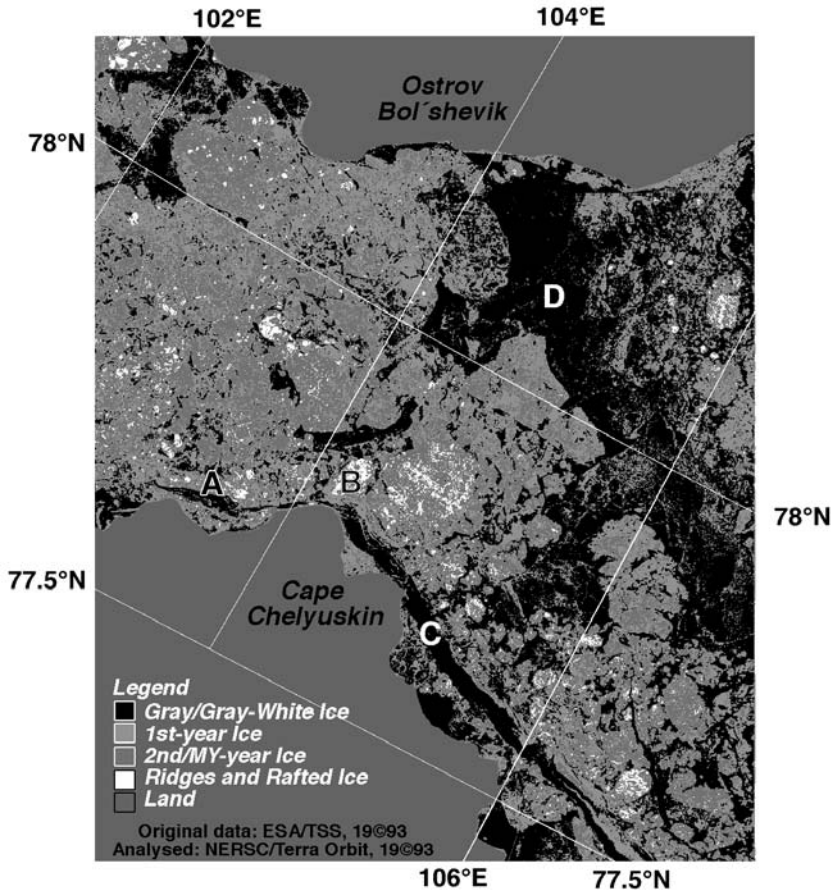 102°E
104°E
Ostrov
Bol´shevik
78°N
D
A
B
78°N
77.5°N
Cape
Chelyuskin
C
Legend
Gray/Gray-White Ice
1st-year Ice
2nd/MY-year Ice
Ridges and Rafted Ice
Land
Original data: ESA/TSS, 19©93
Analysed: NERSC/Terra Orbit, 19©93
106°E
77.5°N